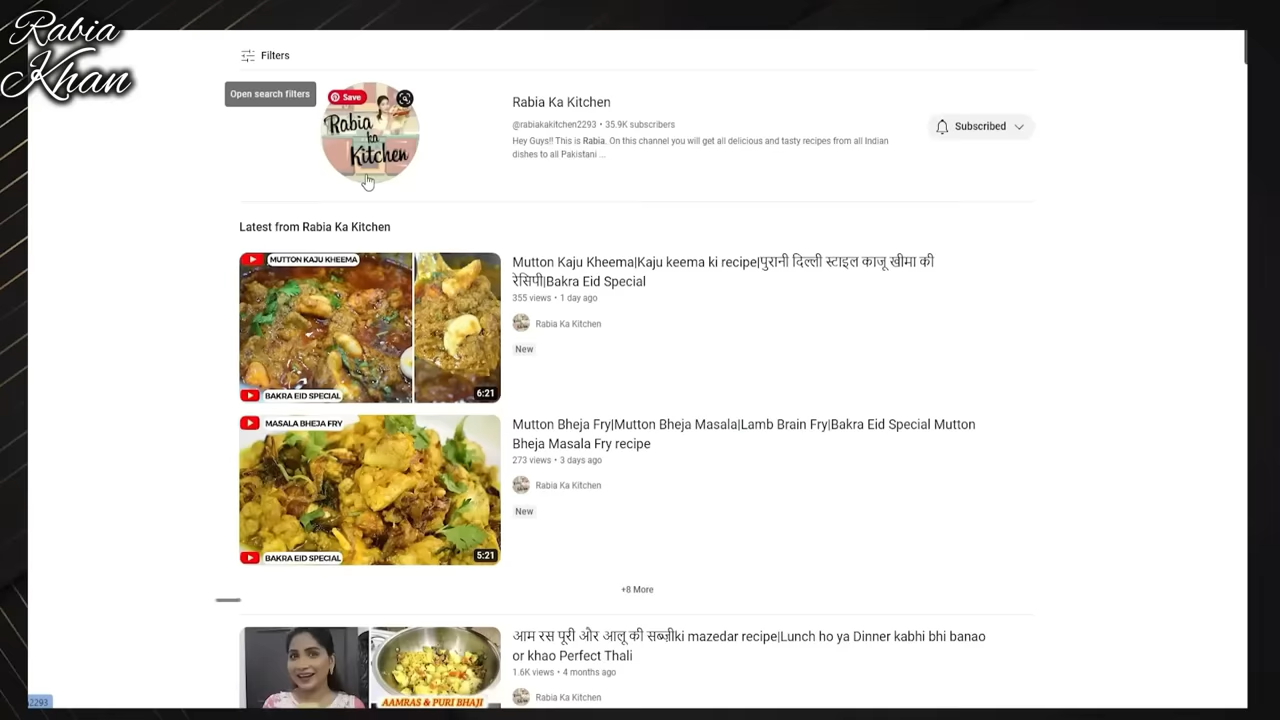 Rabia
Khan
Filters
Open search filters
Save
Rabia
ka
Kitchen
Rabia Ka Kitchen
@rabiakakitchen2293 • 35.9K subscribers
Hey Guys!! This is Rabia. On this channel you will get all delicious and tasty recipes from all Indian
dishes to all Pakistani ...
Subscribed
Latest from Rabia Ka Kitchen
MUTTON KAJU KHEEMA
BAKRA EID SPECIAL
6:21
Mutton Kaju Kheema|Kaju keema ki recipe|पुरानी दिल्ली स्टाइल काजू खीमा की
रेसिपी|Bakra Eid Special
355 views • 1 day ago
Rabia Ka Kitchen
New
MASALA BHEJA FRY
BAKRA EID SPECIAL
5:21
Mutton Bheja Fry|Mutton Bheja Masala|Lamb Brain Fry|Bakra Eid Special Mutton
Bheja Masala Fry recipe
273 views • 3 days ago
Rabia Ka Kitchen
New
+8 More
AAMRAS & PURI BHAJI
आम रस पूरी और आलू की सब्ज़ीki mazedar recipe|Lunch ho ya Dinner kabhi bhi banao
or khao Perfect Thali
1.6K views • 4 months ago
Rabia Ka Kitchen
2293